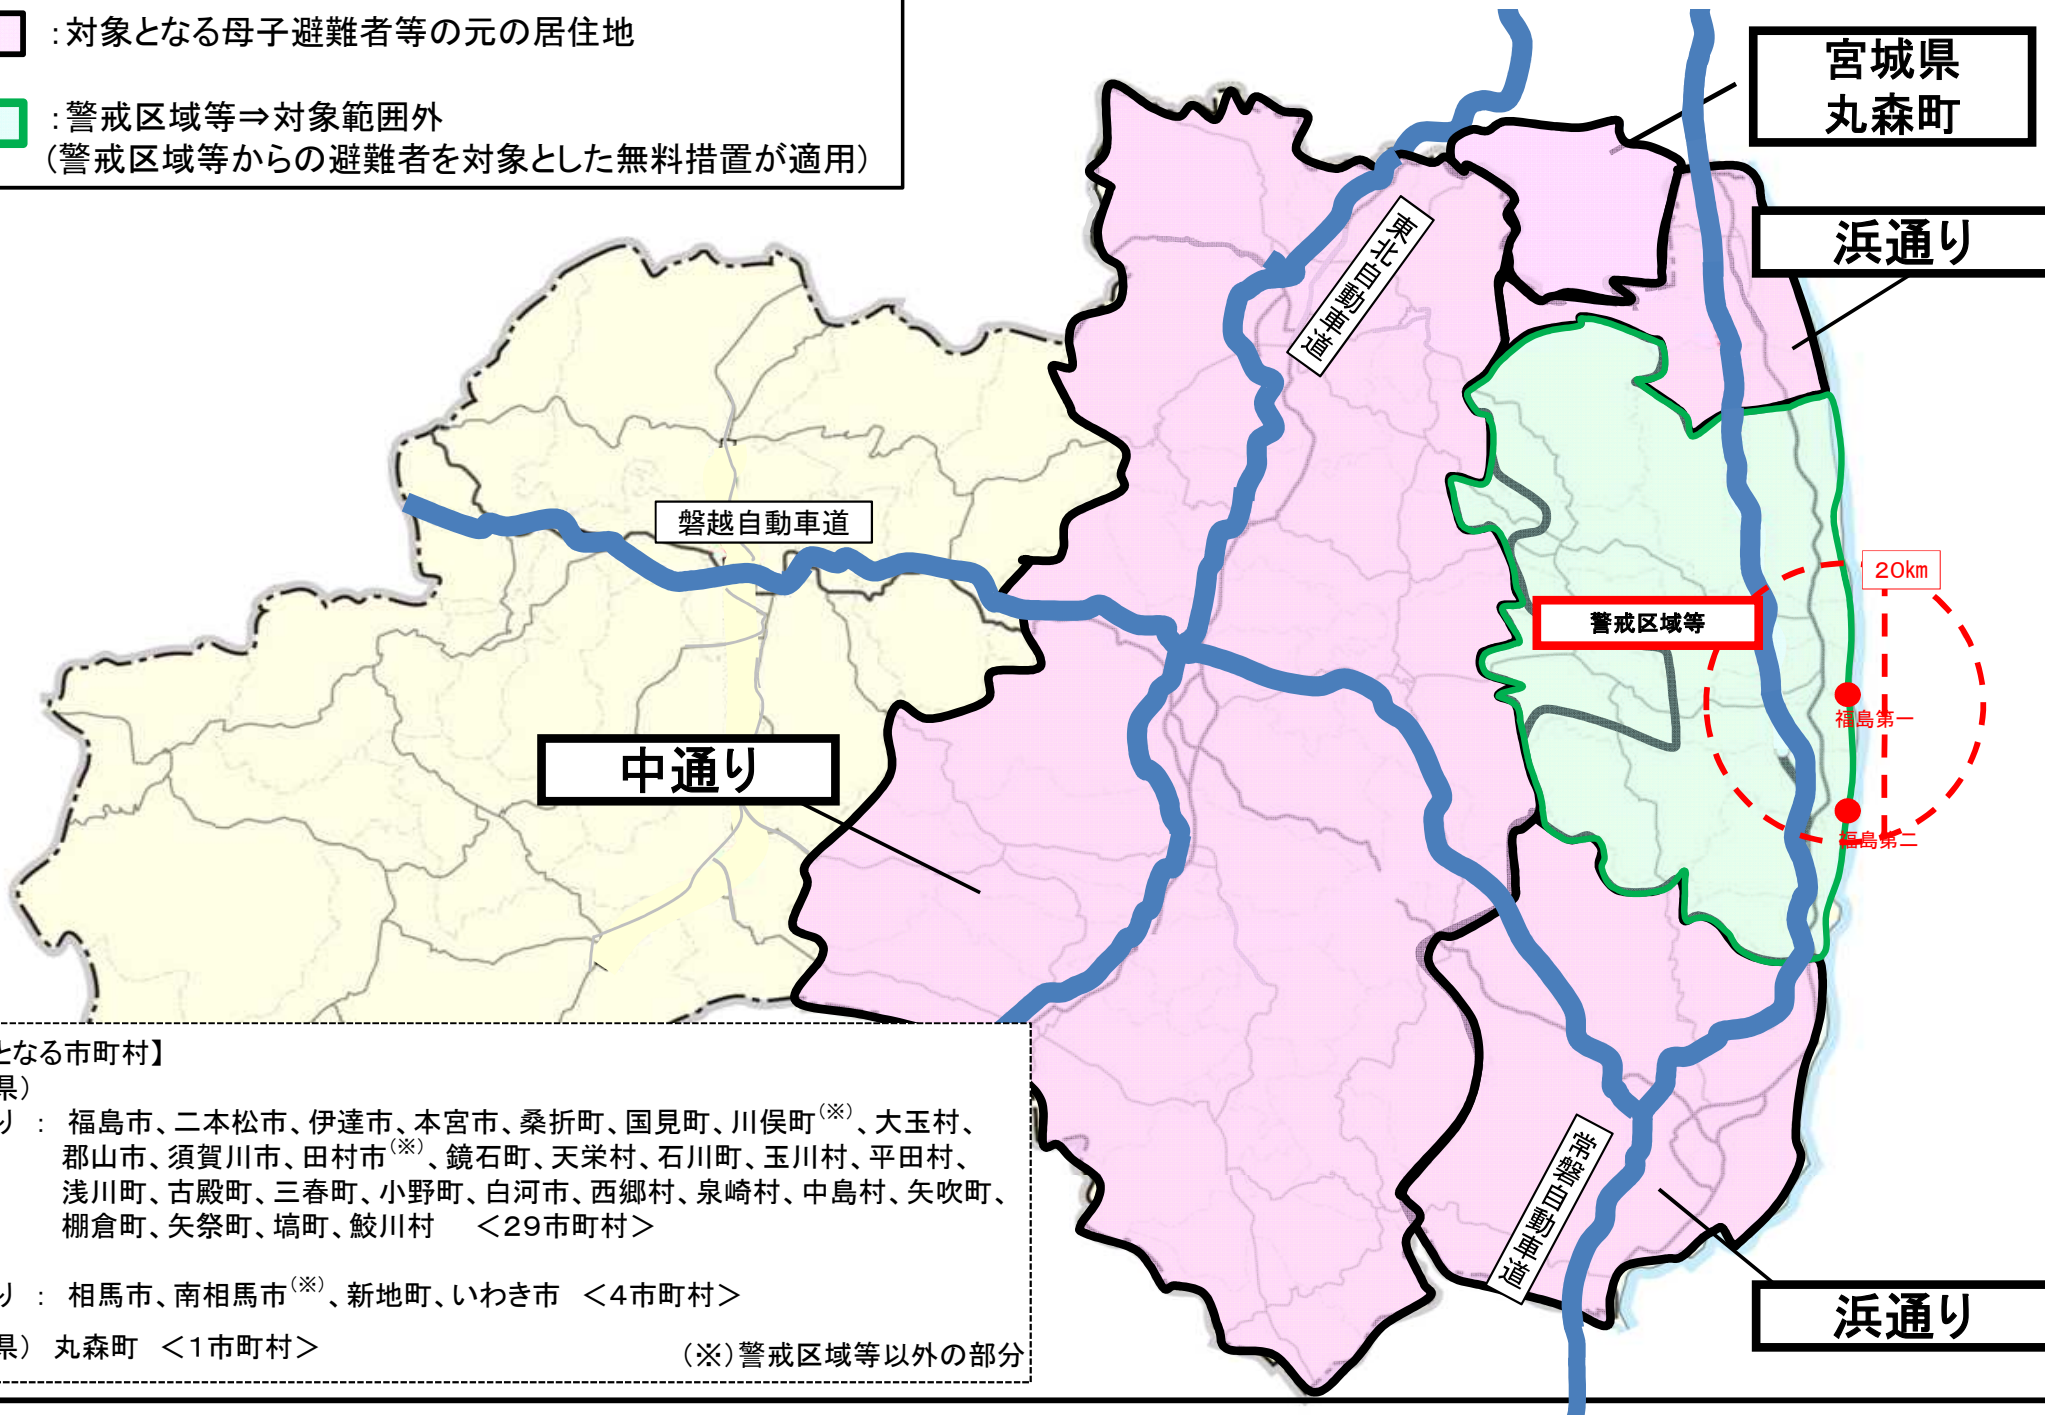 :対象となる母子避難者等の元の居住地
:警戒区域等⇒対象範囲外
(警戒区域等からの避難者を対象とした無料措置が適用)
宮城県
丸森町
浜通り
東北自動車道
磐越自動車道
20km
警戒区域等
福島第一
中通り
福島第二
となる市町村】
県)
り : 福島市、二本松市、伊達市、本宮市、桑折町、国見町、川俣町(※)、大玉村、
郡山市、須賀川市、田村市(※)、鏡石町、天栄村、石川町、玉川村、平田村、
浅川町、古殿町、三春町、小野町、白河市、西郷村、泉崎村、中島村、矢吹町、
棚倉町、矢祭町、塙町、鮫川村 <29市町村>
り : 相馬市、南相馬市(※)、新地町、いわき市 <4市町村>
県) 丸森町 <1市町村>
(※)警戒区域等以外の部分
常磐自動車道
浜通り